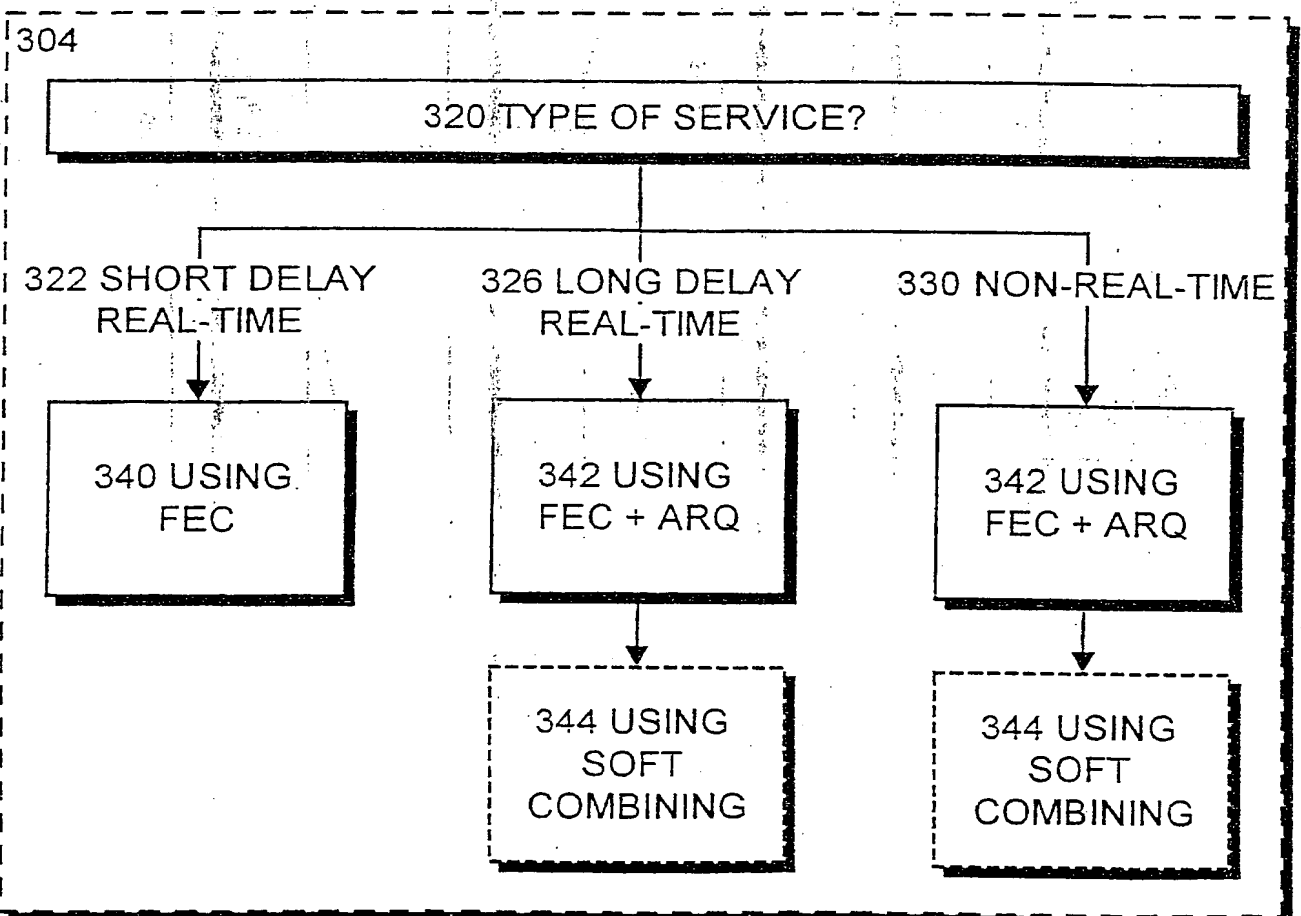 304
320 TYPE OF SERVICE?
322 SHORT DELAY
REAL-TIME
326 LONG DELAY
REAL-TIME
330 NON-REAL-TIME
340 USING
FEC
342 USING
FEC + ARQ
342 USING
FEC + ARQ
344 USING
SOFT
COMBINING
344 USING
SOFT
COMBINING